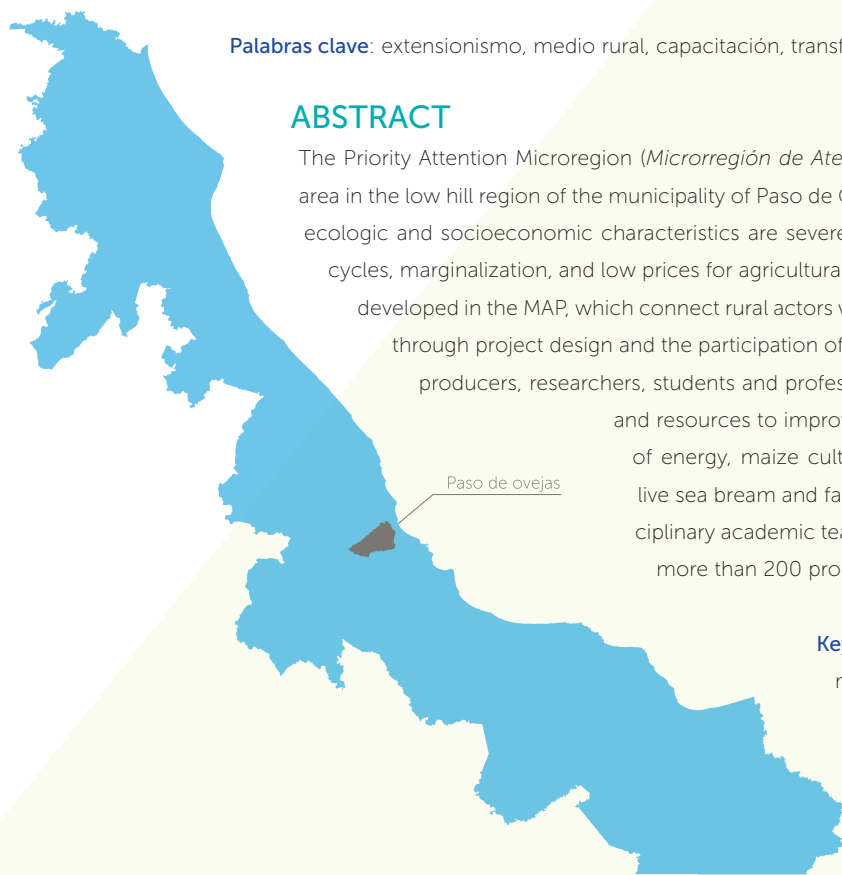 Palabras clave: extensionismo, medio rural, capacitación, transf
ABSTRACT
The Priority Attention Microregion (Microrregión de Ate
area in the low hill region of the municipality of Paso de
ecologic and socioeconomic characteristics are severe
cycles, marginalization, and low prices for agricultura
developed in the MAP, which connect rural actors
through project design and the participation of
producers, researchers, students and profes
and resources to improv
of energy, maize cult
Paso de ovejas
live sea bream and fa
ciplinary academic tea
more than 200 pro
Key